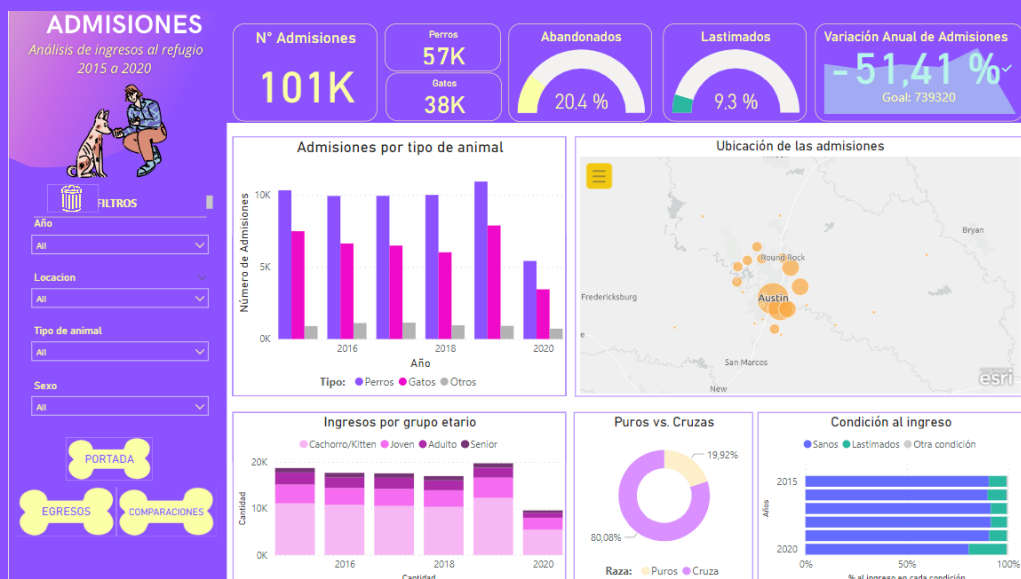 ADMISIONES
Análisis de ingresos al refugio
2015 a 2020
FILTROS
Año
All
Locacion
All
Tipo de animal
All
Sexo
All
PORTADA
EGRESOS
COMPARACIONES
N° Admisiones
101K
Perros
57K
Gatos
38K
Abandonados
20.4 %
Lastimados
9.3 %
Variación Anual de Admisiones
-51,41 %
Goal: 739320
Admisiones por tipo de animal
Número de Admisiones
10K
5K
0K
2016
2018
2020
Año
Tipo: Perros Gatos Otros
Ubicación de las admisiones
Bryan
Round Rock
Fredericksburg
Austin
e
San Marcos
New
esri
Ingresos por grupo etario
Cachorro/Kitten Joven Adulto Senior
Cantidad
20K
10K
0K
2016
2018
2020
Cantidad
Puros vs. Cruzas
19,92%
80,08%
Raza: Puros Cruza
Condición al ingreso
Sanos Lastimados Otra condición
Años
2015
2020
0%
50%
100%
% al ingreso en cada condición